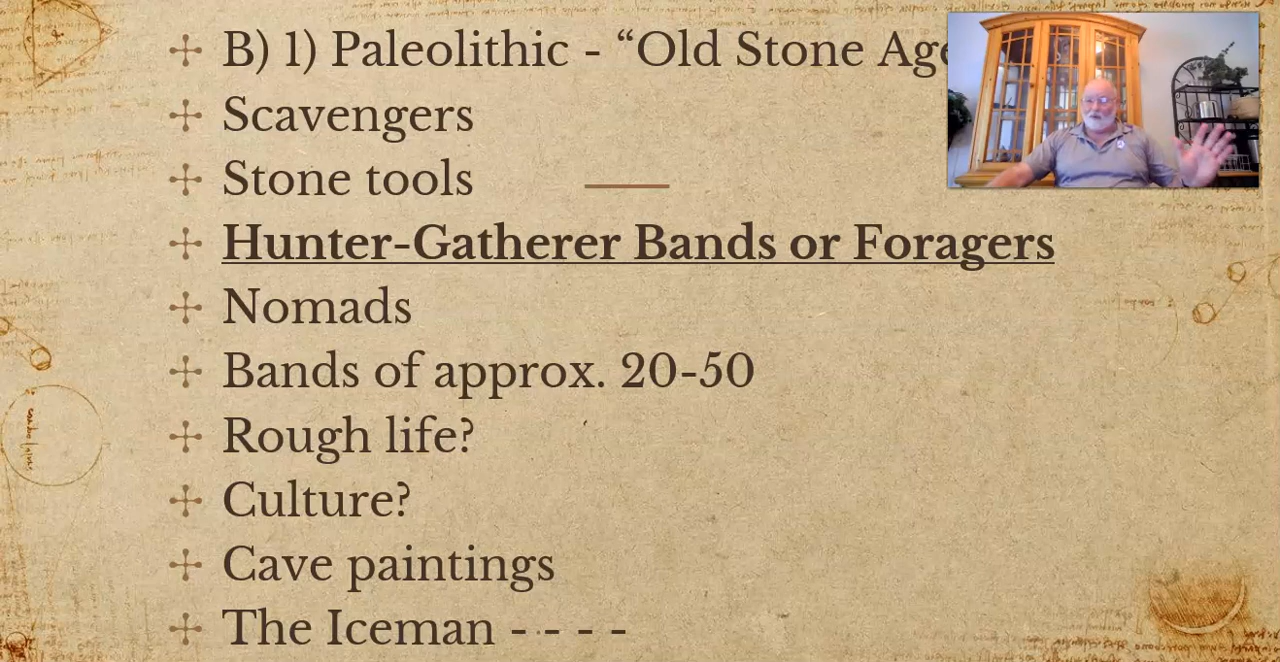 B) 1) Paleolithic - “Old Stone Age
Scavengers
Stone tools
Hunter-Gatherer Bands or Foragers
Nomads
Bands of approx. 20-50
Rough life?
Culture?
Cave paintings
The Iceman - - - -